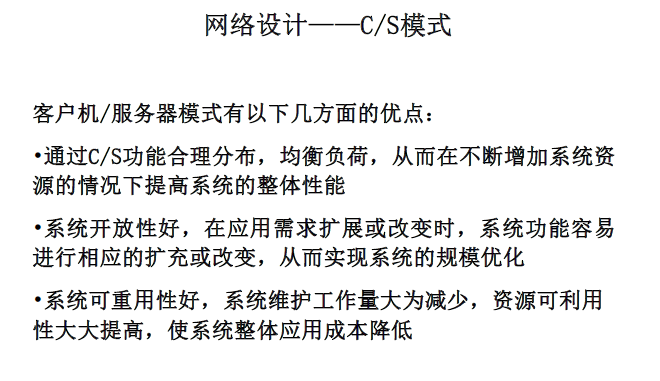 网络设计——C/S模式
客户机/服务器模式有以下几方面的优点：
•通过C/S功能合理分布，均衡负荷，从而在不断增加系统资
源的情况下提高系统的整体性能
•系统开放性好，在应用需求扩展或改变时，系统功能容易
进行相应的扩充或改变，从而实现系统的规模优化
•系统可重用性好，系统维护工作量大为减少，资源可利用
性大大提高，使系统整体应用成本降低